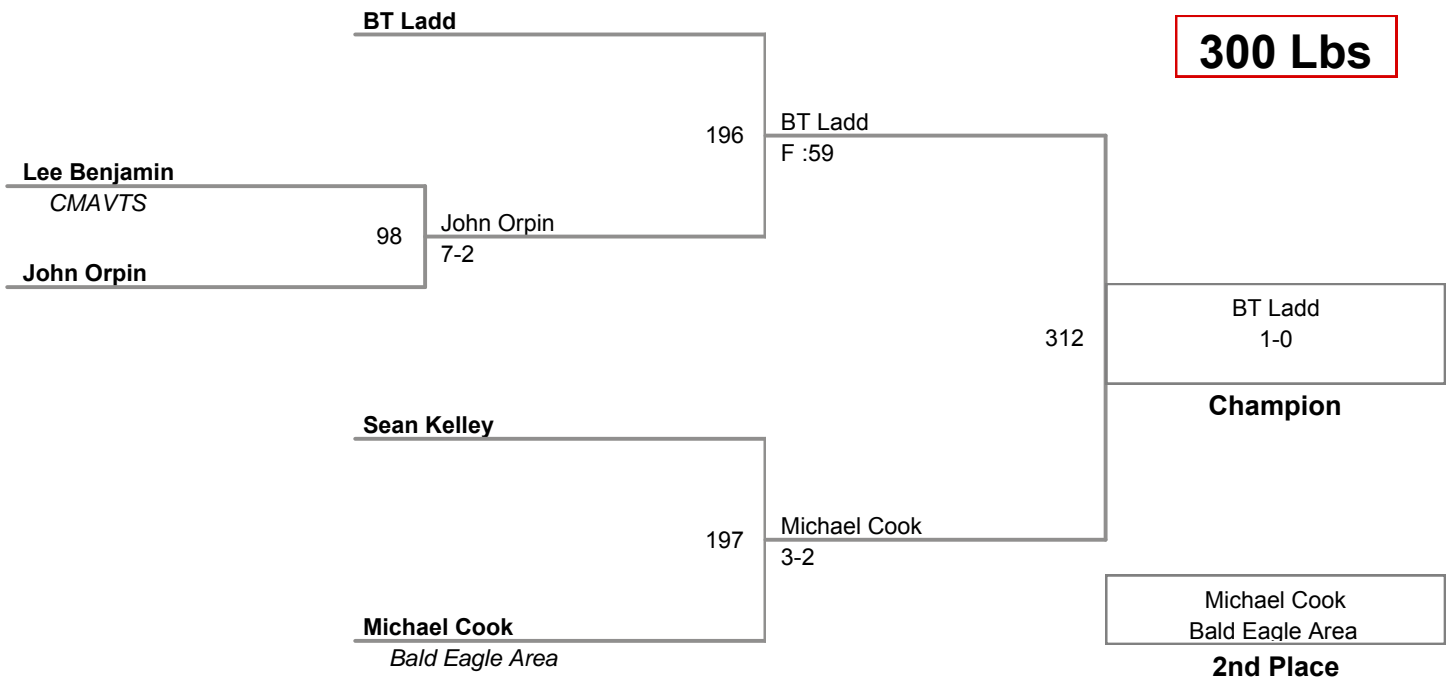 BT Ladd
300 Lbs
196
BT Ladd
F :59
Lee Benjamin
CMAVTS
98
John Orpin
7-2
John Orpin
312
BT Ladd
1-0
Champion
Sean Kelley
197
Michael Cook
3-2
Michael Cook
Bald Eagle Area
Michael Cook
Bald Eagle Area
2nd Place